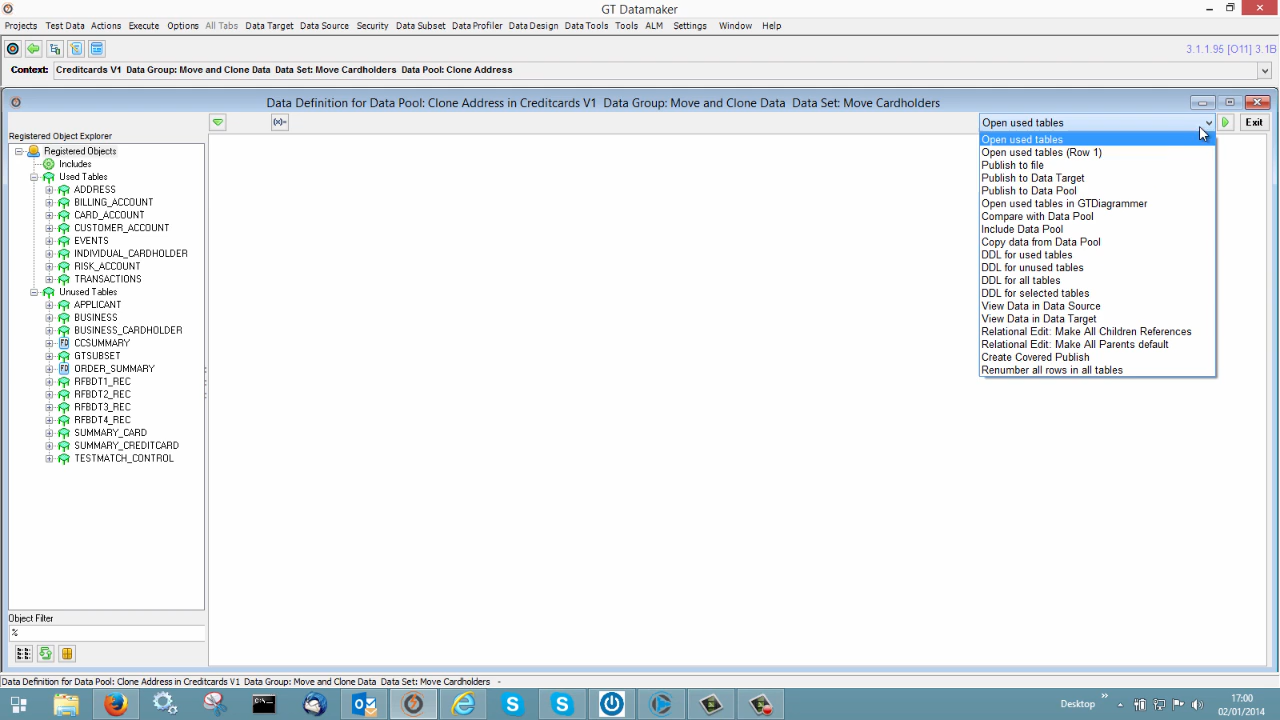 GT Datamaker
Projects Test Data Actions Execute Options All Tabs Data Target Data Source Security Data Subset Data Profiler Data Design Data Tools Tools ALM Settings Window Help
3.1.1.95 [O11] 3.1B
Context: Creditcards V1 Data Group: Move and Clone Data Data Set: Move Cardholders Data Pool: Clone Address
Data Definition for Data Pool: Clone Address in Creditcards V1 Data Group: Move and Clone Data Data Set: Move Cardholders
Open used tables Exit
Registered Object Explorer
Registered Objects
Includes
Used Tables
ADDRESS
BILLING_ACCOUNT
CARD_ACCOUNT
CUSTOMER_ACCOUNT
EVENTS
INDIVIDUAL_CARDHOLDER
RISK_ACCOUNT
TRANSACTIONS
Unused Tables
APPLICANT
BUSINESS
BUSINESS_CARDHOLDER
FD CCSUMMARY
GTSUBSET
FD ORDER_SUMMARY
RFBDT1_REC
RFBDT2_REC
RFBDT3_REC
RFBDT4_REC
SUMMARY_CARD
SUMMARY_CREDITCARD
TESTMATCH_CONTROL
Open used tables
Open used tables (Row 1)
Publish to file
Publish to Data Target
Publish to Data Pool
Open used tables in GTDiagrammer
Compare with Data Pool
Include Data Pool
Copy data from Data Pool
DDL for used tables
DDL for unused tables
DDL for all tables
DDL for selected tables
View Data in Data Source
View Data in Data Target
Relational Edit: Make All Children References
Relational Edit: Make All Parents default
Create Covered Publish
Renumber all rows in all tables
Object Filter
%
Data Definition for Data Pool: Clone Address in Creditcards V1 Data Group: Move and Clone Data Data Set: Move Cardholders -
Desktop
17:00
02/01/2014